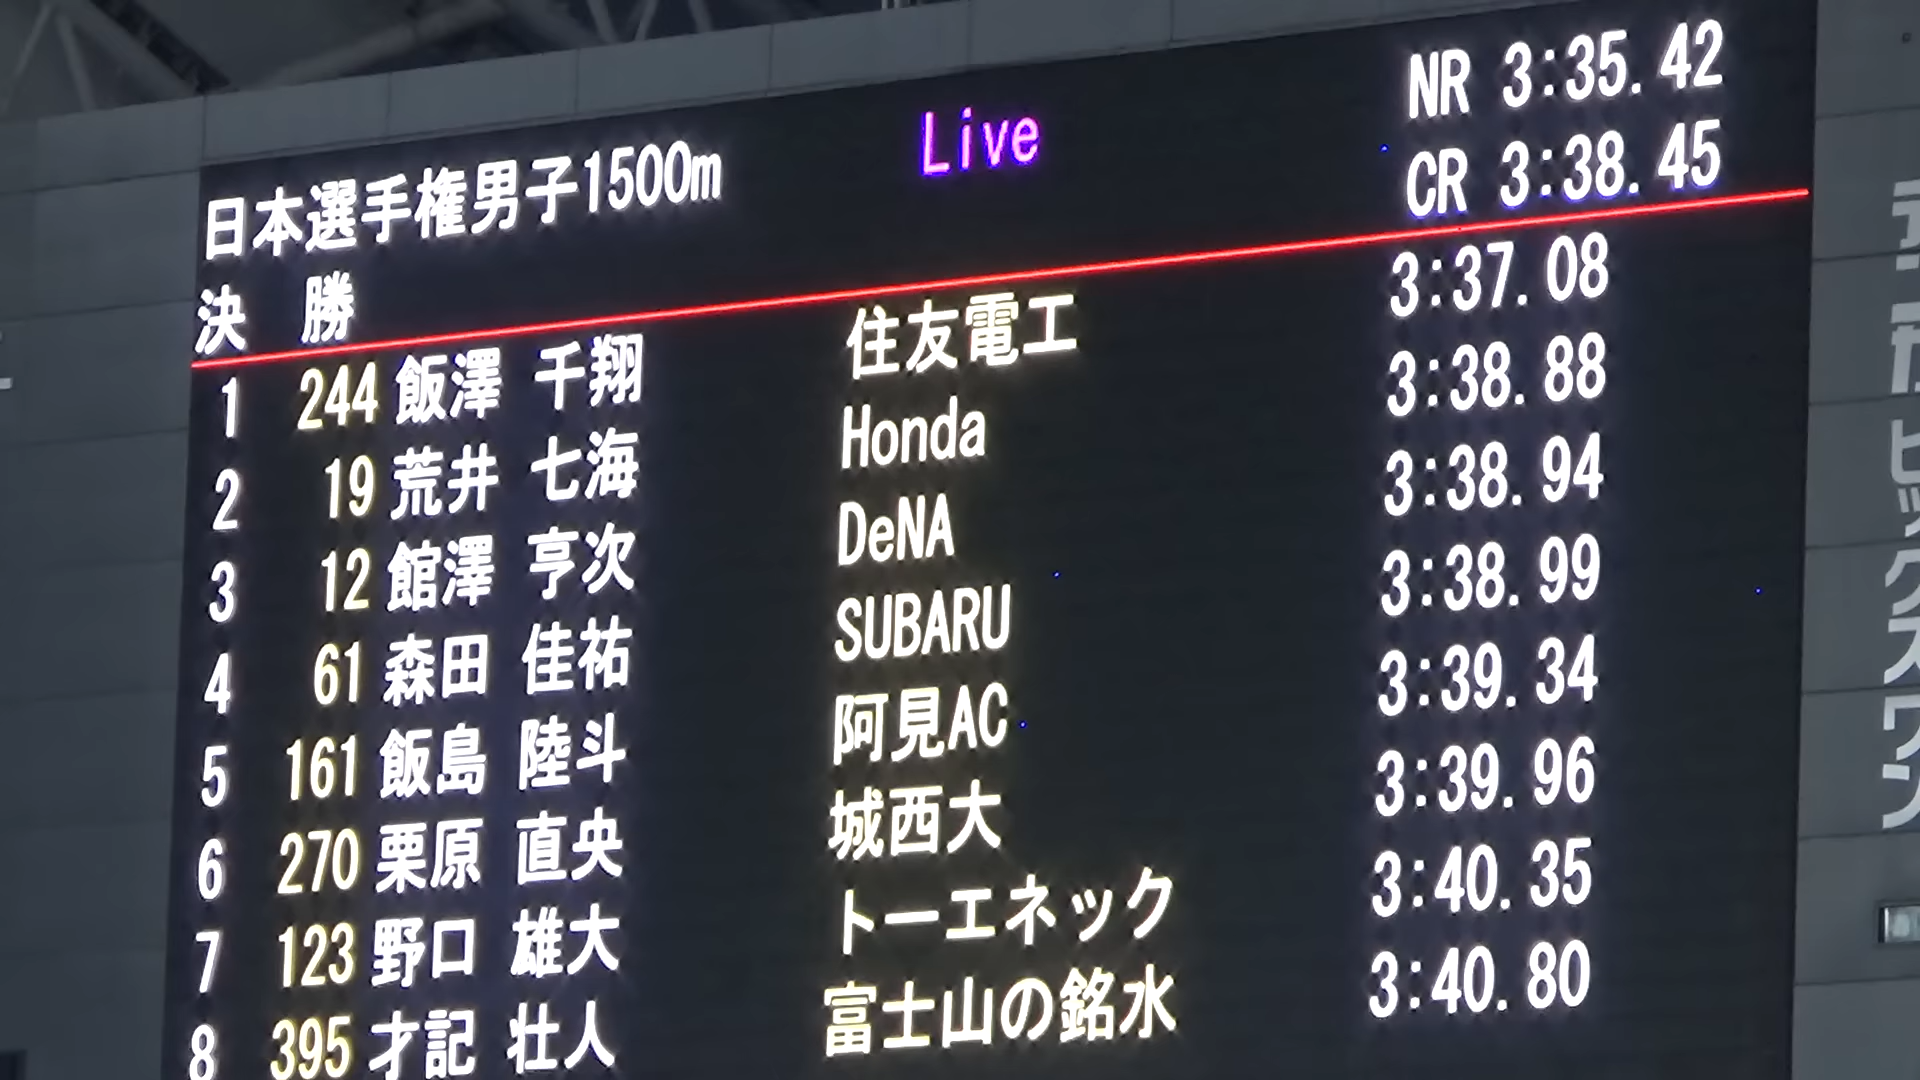 日本選手権男子1500m Live NR 3:35.42
CR 3:38.45
決 勝
1 244 飯澤 千翔 住友電工 3:37.08
2 19 荒井 七海 Honda 3:38.88
3 12 館澤 亨次 DeNA 3:38.94
4 61 森田 佳祐 SUBARU 3:38.99
5 161 飯島 陸斗 阿見AC 3:39.34
6 270 栗原 直央 城西大 3:39.96
7 123 野口 雄大 トーエネック 3:40.35
8 395 才記 壮人 富士山の銘水 3:40.80
ビックスワン